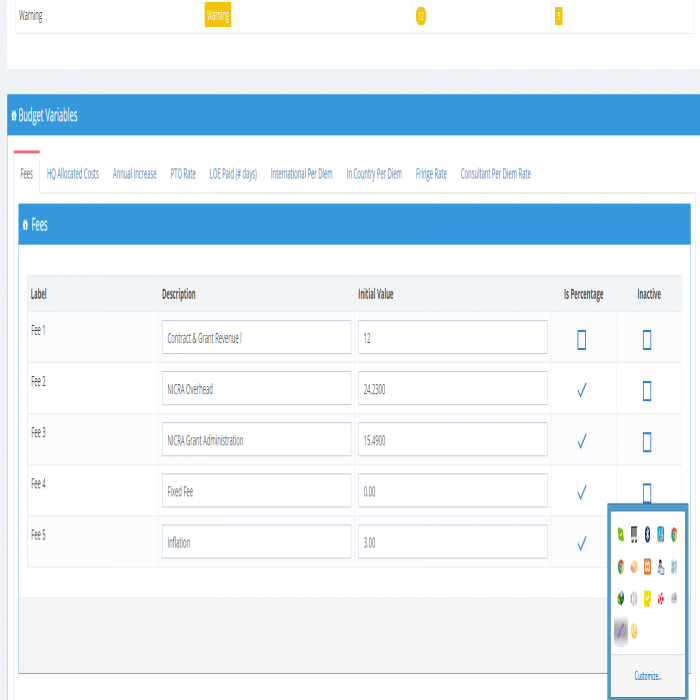 Warning Warning 12 3
Budget Variables
Fees HQ Allocated Costs Annual Increase PTO Rate LOE Paid (# days) International Per Diem In Country Per Diem Fringe Rate Consultant Per Diem Rate
Fees
Label Description Initial Value Is Percentage Inactive
Fee 1 Contract & Grant Revenue l 12
Fee 2 NICRA Overhead 24.2300
Fee 3 NICRA Grant Administration 15.4900
Fee 4 Fixed Fee 0.00
Fee 5 Inflation 3.00
Customize...